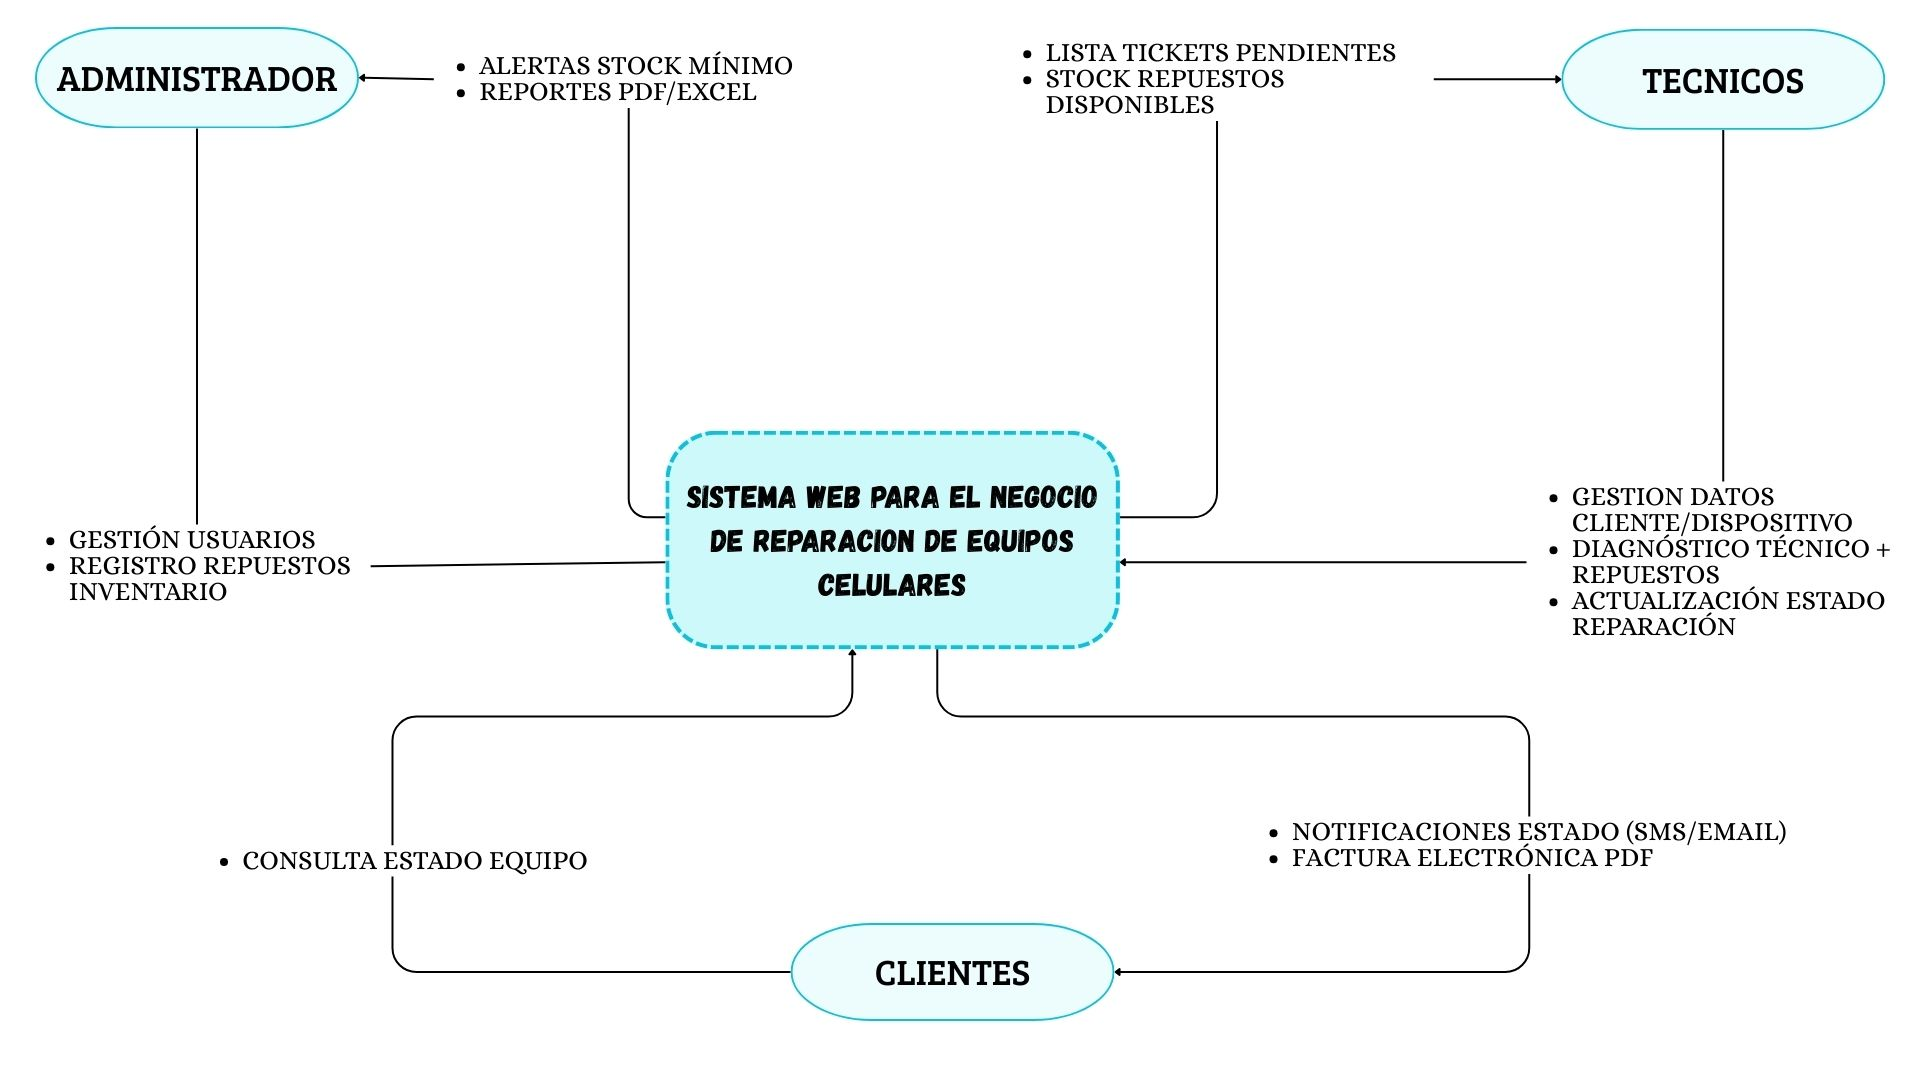 ADMINISTRADOR
• ALERTAS STOCK MÍNIMO
• REPORTES PDF/EXCEL
• LISTA TICKETS PENDIENTES
• STOCK REPUESTOS
DISPONIBLES
TECNICOS
SISTEMA WEB PARA EL NEGOCIO
DE REPARACION DE EQUIPOS
CELULARES
• GESTIÓN USUARIOS
• REGISTRO REPUESTOS
INVENTARIO
• GESTION DATOS
CLIENTE/DISPOSITIVO
• DIAGNÓSTICO TÉCNICO +
REPUESTOS
• ACTUALIZACIÓN ESTADO
REPARACIÓN
• CONSULTA ESTADO EQUIPO
• NOTIFICACIONES ESTADO (SMS/EMAIL)
• FACTURA ELECTRÓNICA PDF
CLIENTES